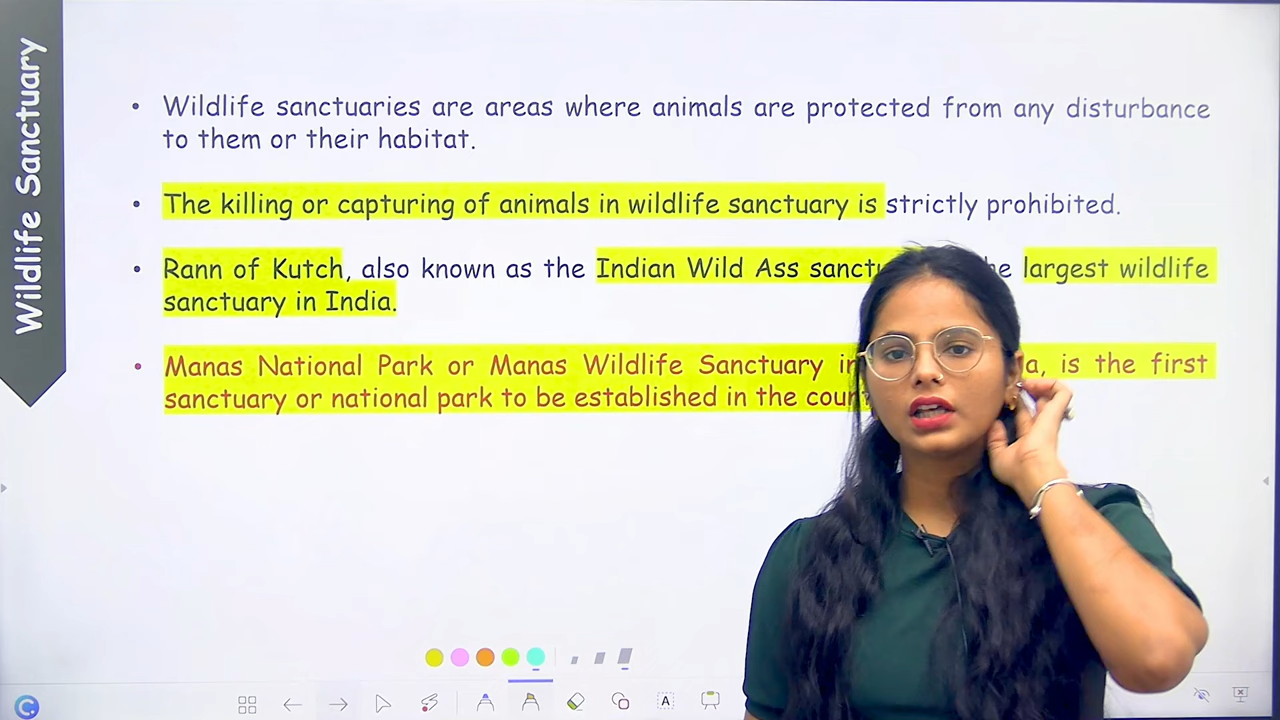 Wildlife Sanctuary
• Wildlife sanctuaries are areas where animals are protected from any disturbance
to them or their habitat.
• The killing or capturing of animals in wildlife sanctuary is strictly prohibited.
• Rann of Kutch, also known as the Indian Wild Ass largest wildlife
sanctuary in India.
• Manas National Park or Manas Wildlife Sanctuary is the first
sanctuary or national park to be established in the
A